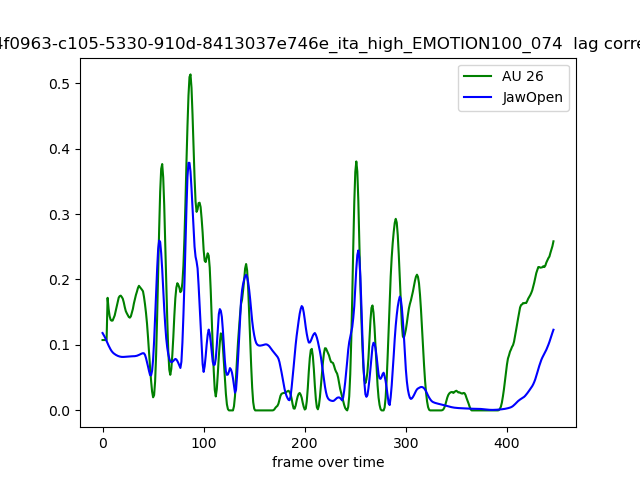 4f0963-c105-5330-910d-8413037e746e_ita_high_EMOTION100_074 lag corre
AU 26
JawOpen
0.5
0.4
0.3
0.2
0.1
0.0
0 100 200 300 400
frame over time